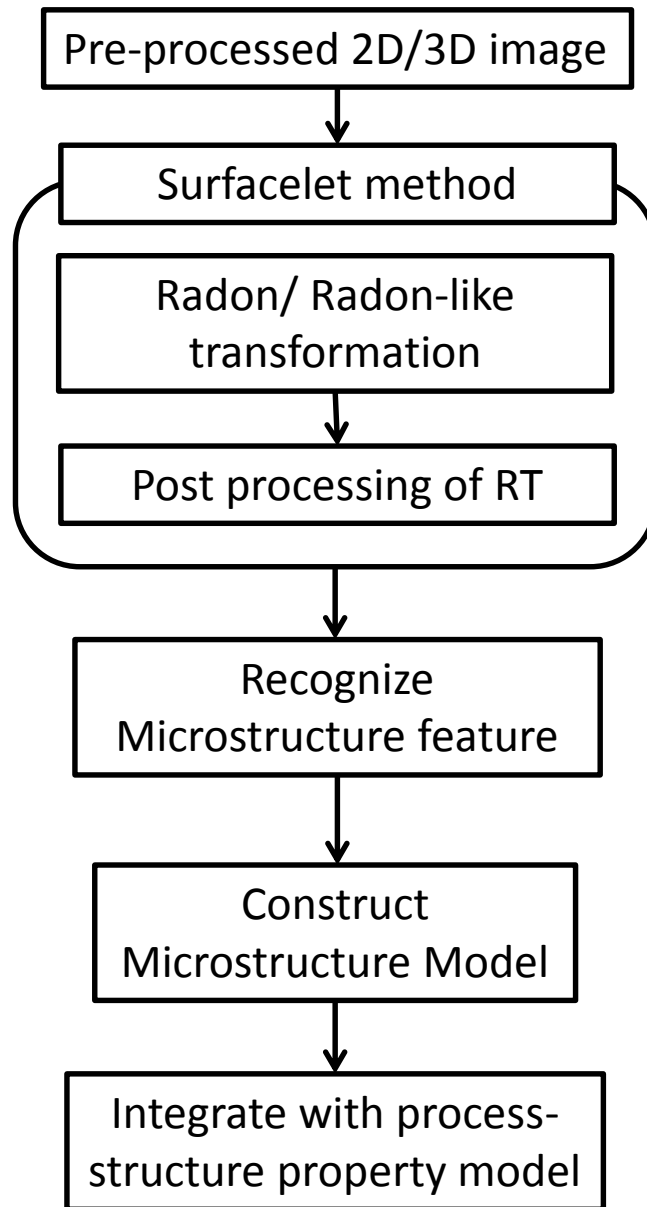 Pre-processed 2D/3D image
Surfacelet method
Radon/ Radon-like
transformation
Post processing of RT
Recognize
Microstructure feature
Construct
Microstructure Model
Integrate with process-
structure property model